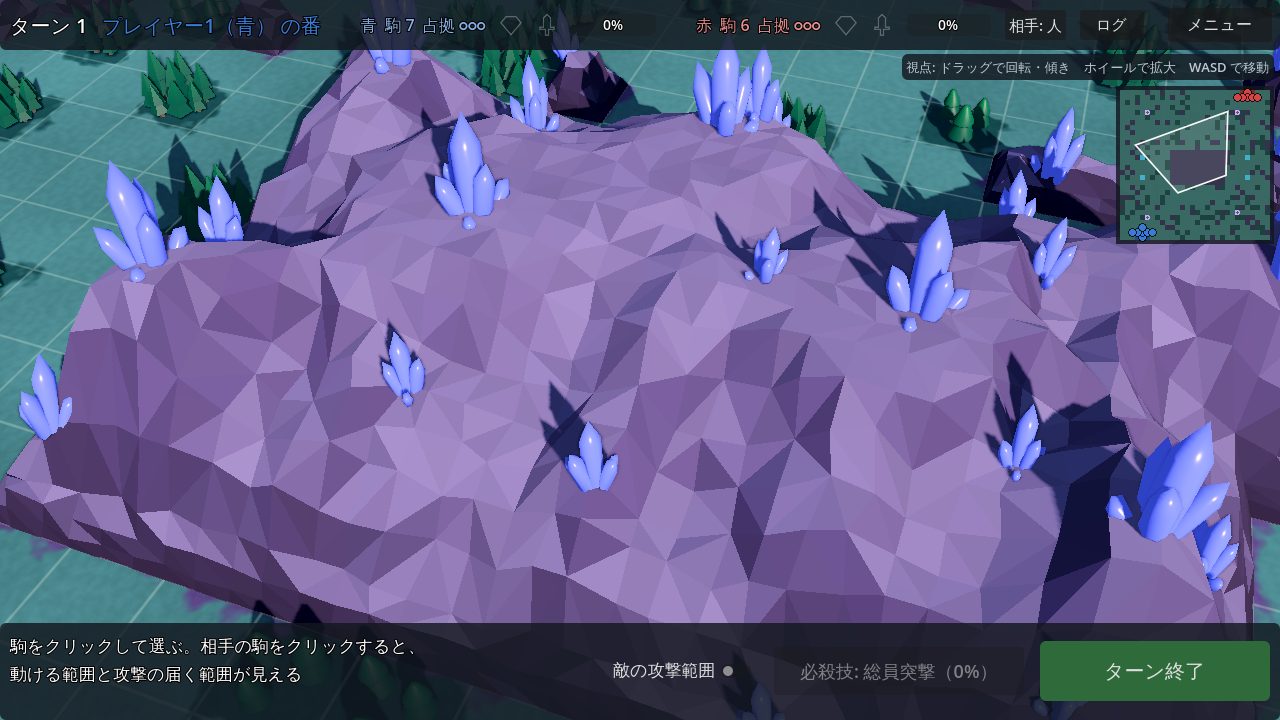 ターン 1 プレイヤー1（青） の番 青 駒 7 占拠 0% 赤 駒 6 占拠 0% 相手: 人 ログ メニュー
視点: ドラッグで回転・傾き ホイールで拡大 WASD で移動
駒をクリックして選ぶ。相手の駒をクリックすると、
動ける範囲と攻撃の届く範囲が見える
敵の攻撃範囲 必殺技: 総員突撃（0%） ターン終了